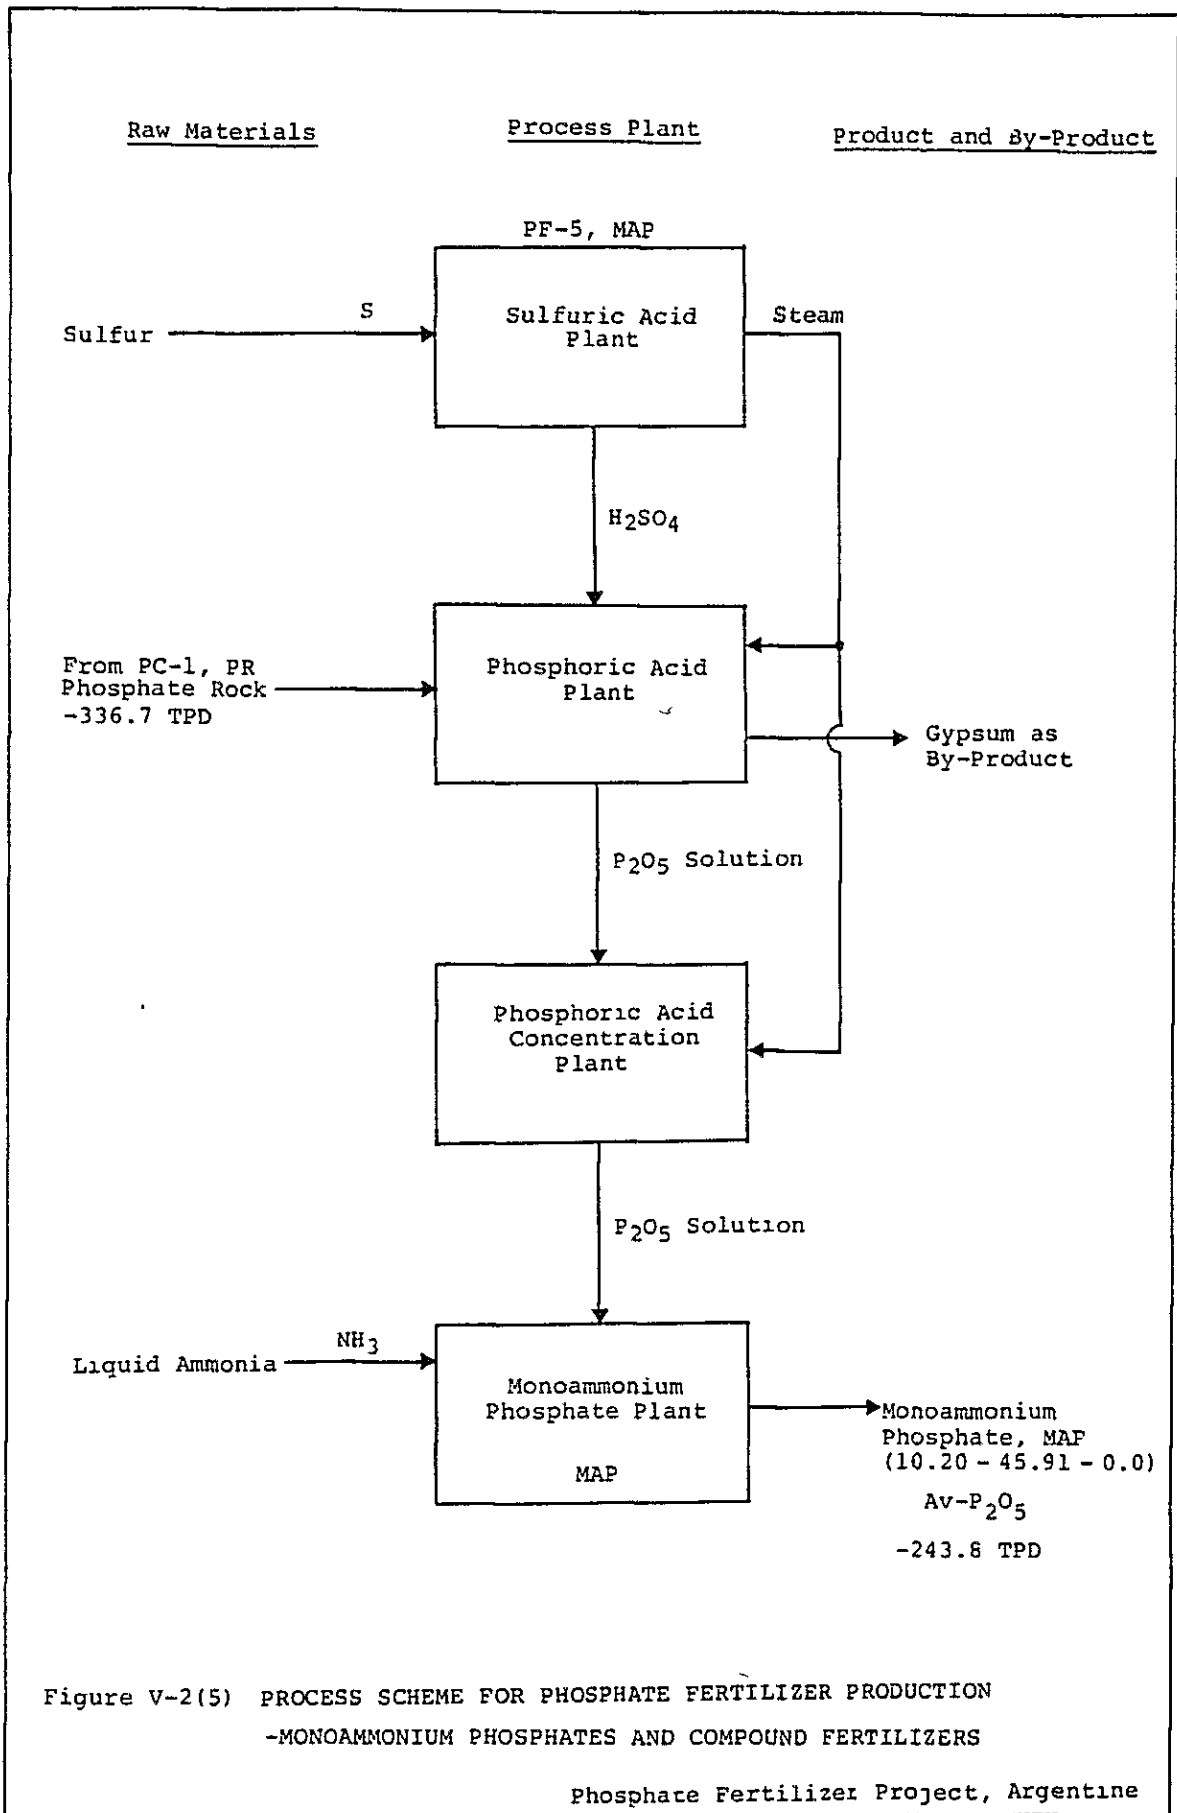 Raw Materials
Process Plant
Product and By-Product
PF-5, MAP
Sulfur
S
Sulfuric Acid
Plant
Steam
H2SO4
From PC-1, PR
Phosphate Rock
-336.7 TPD
Phosphoric Acid
Plant
Gypsum as
By-Product
P2O5 Solution
Phosphoric Acid
Concentration
Plant
P2O5 Solution
Liquid Ammonia
NH3
Monoammonium
Phosphate Plant
MAP
Monoammonium
Phosphate, MAP
(10.20 - 45.91 - 0.0)
Av-P2O5
-243.8 TPD
Figure V-2(5) PROCESS SCHEME FOR PHOSPHATE FERTILIZER PRODUCTION
-MONOAMMONIUM PHOSPHATES AND COMPOUND FERTILIZERS
Phosphate Fertilizer Project, Argentine